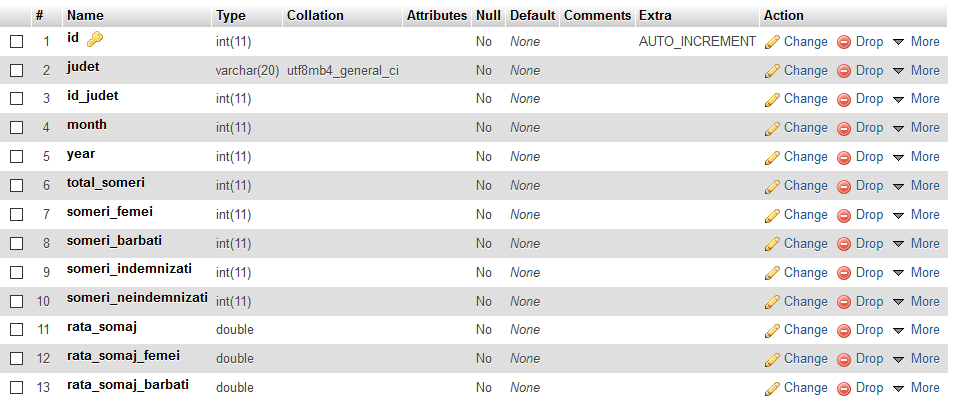 # Name Type Collation Attributes Null Default Comments Extra Action
1 id int(11) No None AUTO_INCREMENT Change Drop More
2 judet varchar(20) utf8mb4_general_ci No None Change Drop More
3 id_judet int(11) No None Change Drop More
4 month int(11) No None Change Drop More
5 year int(11) No None Change Drop More
6 total_someri int(11) No None Change Drop More
7 someri_femei int(11) No None Change Drop More
8 someri_barbati int(11) No None Change Drop More
9 someri_indemnizati int(11) No None Change Drop More
10 someri_neindemnizati int(11) No None Change Drop More
11 rata_somaj double No None Change Drop More
12 rata_somaj_femei double No None Change Drop More
13 rata_somaj_barbati double No None Change Drop More